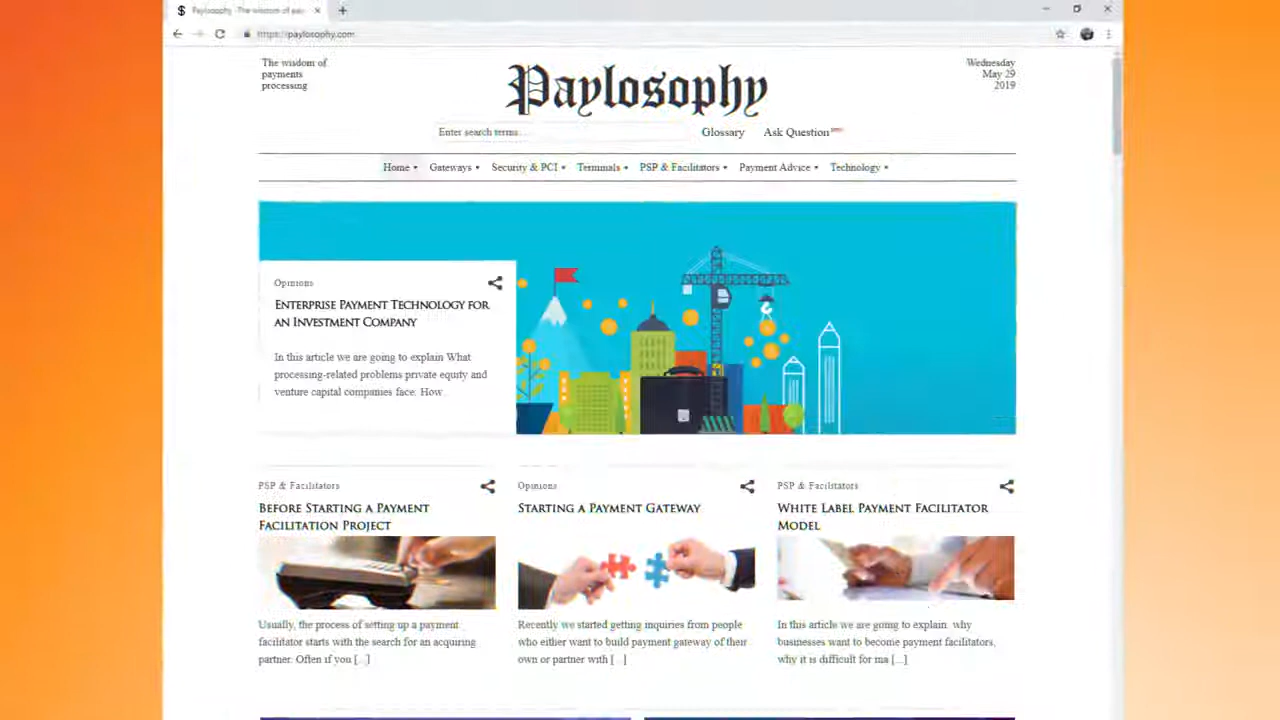 Paylosophy - The wisdom of pay
https://paylosophy.com
The wisdom of
payments
processing
Paylosophy
Wednesday
May 29
2019
Enter search terms...
Glossary
Ask Question
Home
Gateways
Security & PCI
Terminals
PSP & Facilitators
Payment Advice
Technology
Opinions
ENTERPRISE PAYMENT TECHNOLOGY FOR
AN INVESTMENT COMPANY
In this article we are going to explain What
processing-related problems private equity and
venture capital companies face. How
PSP & Facilitators
BEFORE STARTING A PAYMENT
FACILITATION PROJECT
Usually, the process of setting up a payment
facilitator starts with the search for an acquiring
partner. Often if you [...]
Opinions
STARTING A PAYMENT GATEWAY
Recently we started getting inquiries from people
who either want to build payment gateway of their
own or partner with [...]
PSP & Facilitators
WHITE LABEL PAYMENT FACILITATOR
MODEL
In this article we are going to explain: why
businesses want to become payment facilitators,
why it is difficult for ma [...]